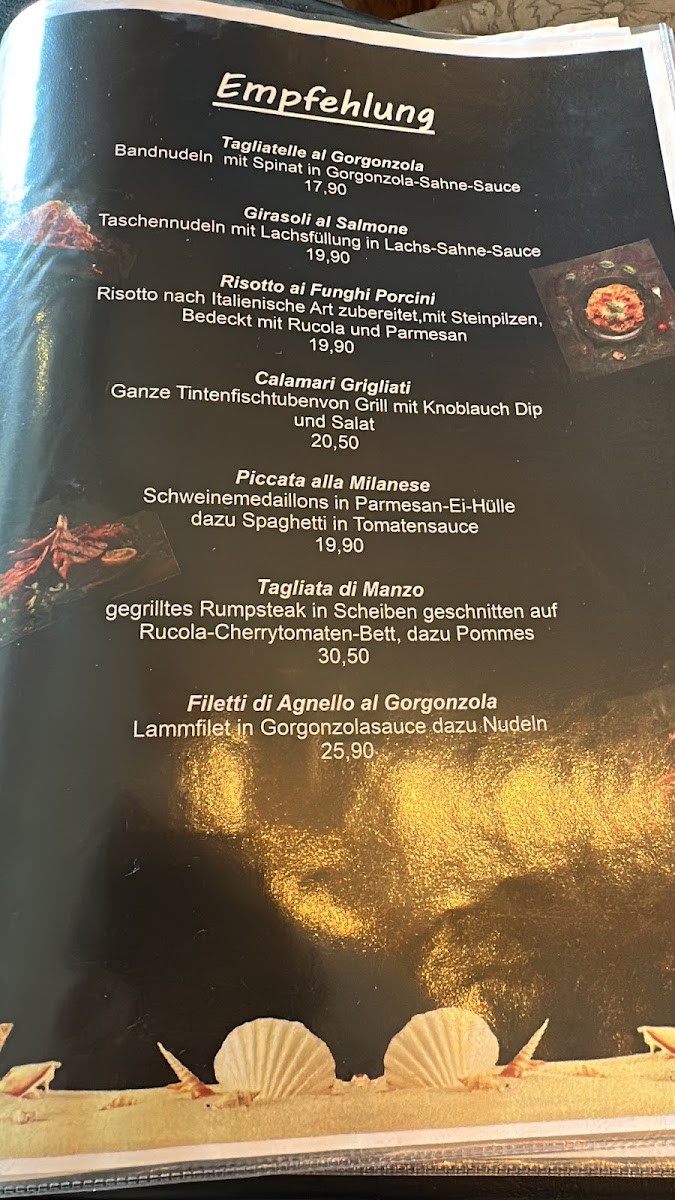 Empfehlung
Tagliatelle al Gorgonzola
Bandnudeln mit Spinat in Gorgonzola-Sahne-Sauce
17,90
Girasoli al Salmone
Taschennudeln mit Lachsfüllung in Lachs-Sahne-Sauce
19,90
Risotto ai Funghi Porcini
Risotto nach Italienische Art zubereitet,mit Steinpilzen,
Bedeckt mit Rucola und Parmesan
19,90
Calamari Grigliati
Ganze Tintenfischtubenvon Grill mit Knoblauch Dip
und Salat
20,50
Piccata alla Milanese
Schweinemedaillons in Parmesan-Ei-Hülle
dazu Spaghetti in Tomatensauce
19,90
Tagliata di Manzo
gegrilltes Rumpsteak in Scheiben geschnitten auf
Rucola-Cherrytomaten-Bett, dazu Pommes
30,50
Filetti di Agnello al Gorgonzola
Lammfilet in Gorgonzolasauce dazu Nudeln
25,90